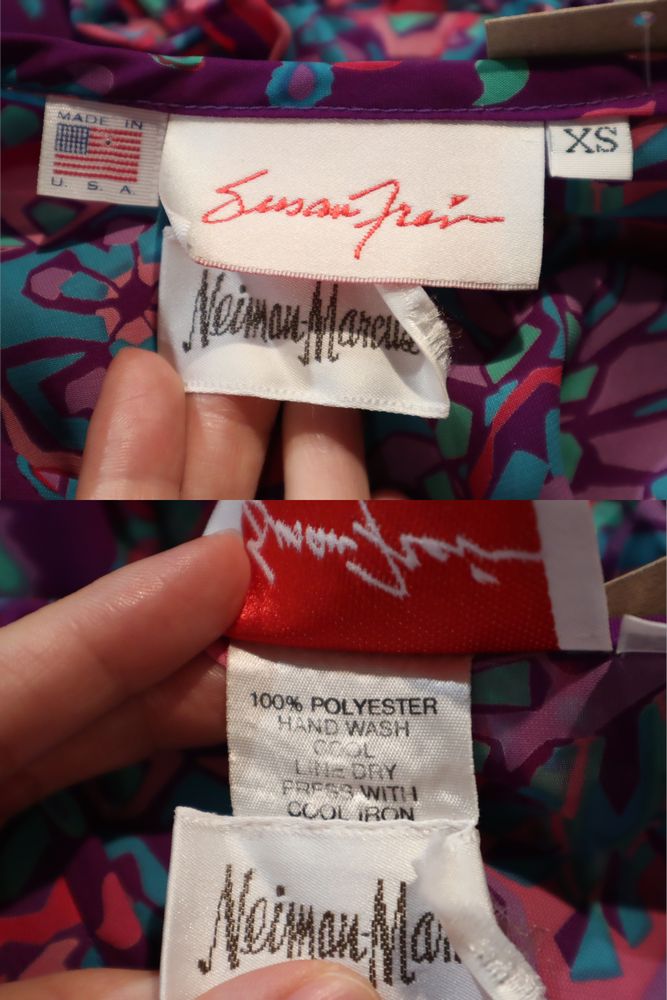 MADE IN
U. S. A.
Susan Freis
XS
Neiman-Marcus
100% POLYESTER
HAND WASH
COOL
LINE DRY
PRESS WITH
COOL IRON
Neiman-Mar